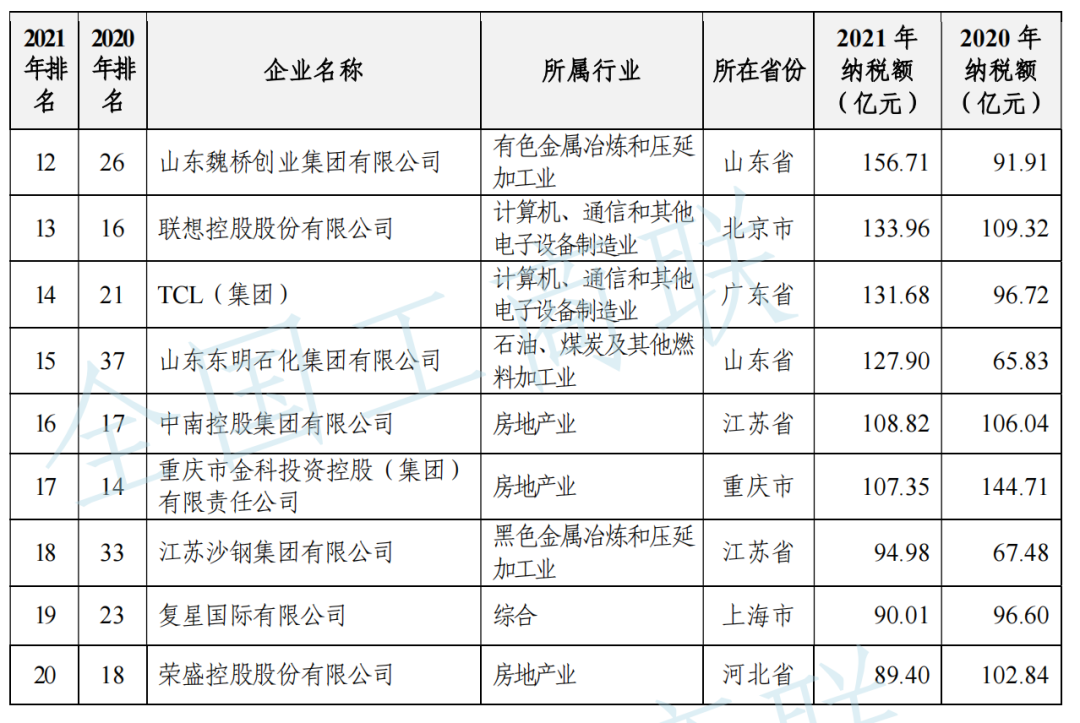 2021年排名 2020年排名 企业名称 所属行业 所在省份 2021 年纳税额（亿元） 2020 年纳税额（亿元）
12 26 山东魏桥创业集团有限公司 有色金属冶炼和压延加工业 山东省 156.71 91.91
13 16 联想控股股份有限公司 计算机、通信和其他电子设备制造业 北京市 133.96 109.32
14 21 TCL（集团） 计算机、通信和其他电子设备制造业 广东省 131.68 96.72
15 37 山东东明石化集团有限公司 石油、煤炭及其他燃料加工业 山东省 127.90 65.83
16 17 中南控股集团有限公司 房地产业 江苏省 108.82 106.04
17 14 重庆市金科投资控股（集团）有限责任公司 房地产业 重庆市 107.35 144.71
18 33 江苏沙钢集团有限公司 黑色金属冶炼和压延加工业 江苏省 94.98 67.48
19 23 复星国际有限公司 综合 上海市 90.01 96.60
20 18 荣盛控股股份有限公司 房地产业 河北省 89.40 102.84
全国工商联
商联